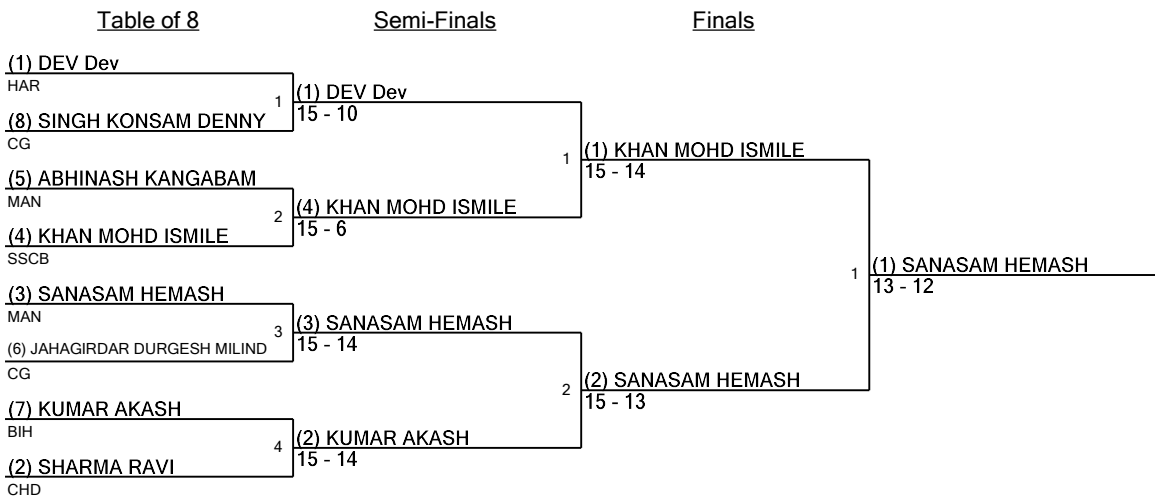 Table of 8
Semi-Finals
Finals
(1) DEV Dev
HAR
1
(8) SINGH KONSAM DENNY
CG
(5) ABHINASH KANGABAM
MAN
2
(4) KHAN MOHD ISMILE
SSCB
(3) SANASAM HEMASH
MAN
3
(6) JAHAGIRDAR DURGESH MILIND
CG
(7) KUMAR AKASH
BIH
4
(2) SHARMA RAVI
CHD
(1) DEV Dev
15 - 10
1
(4) KHAN MOHD ISMILE
15 - 6
(3) SANASAM HEMASH
15 - 14
2
(2) KUMAR AKASH
15 - 14
(1) KHAN MOHD ISMILE
15 - 14
1
(2) SANASAM HEMASH
15 - 13
(1) SANASAM HEMASH
13 - 12